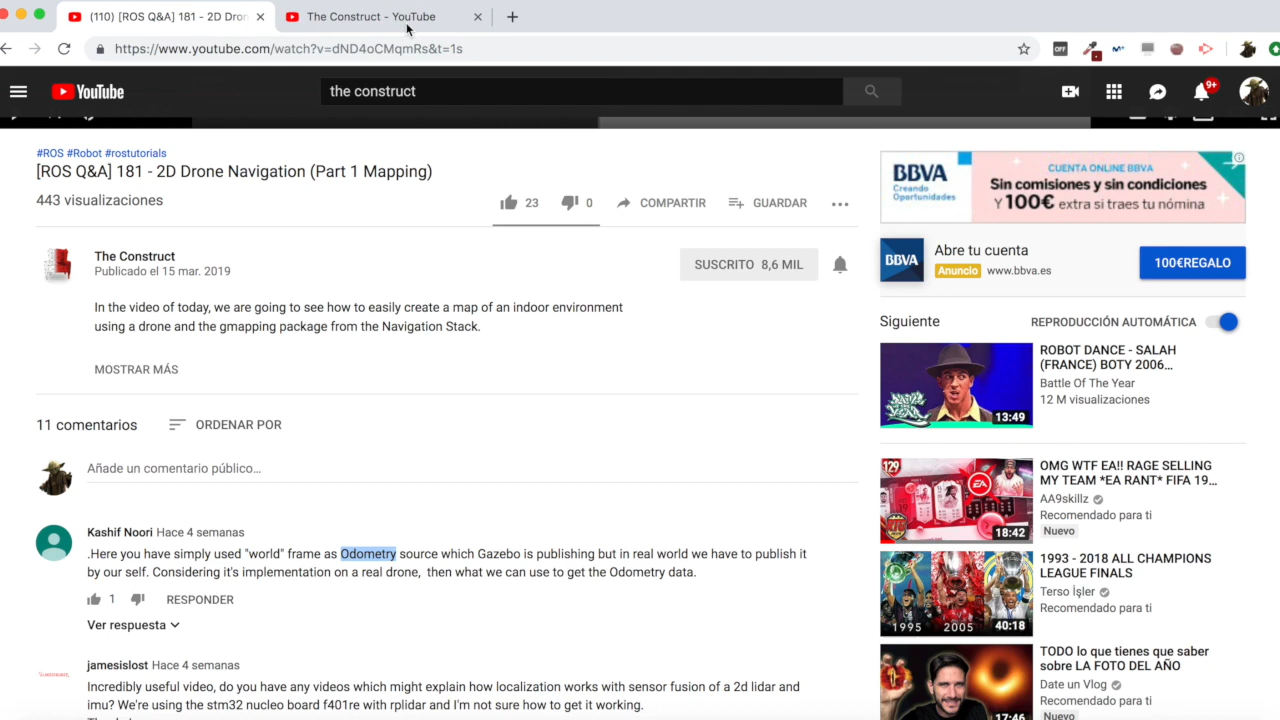 (110) [ROS Q&A] 181 - 2D Dron
The Construct - YouTube
https://www.youtube.com/watch?v=dND4oCMqmRs&t=1s
OFF
YouTube
the construct
9+
#ROS #Robot #rostutorials
[ROS Q&A] 181 - 2D Drone Navigation (Part 1 Mapping)
443 visualizaciones
23
0
COMPARTIR
GUARDAR
The Construct
Publicado el 15 mar. 2019
SUSCRITO 8,6 MIL
In the video of today, we are going to see how to easily create a map of an indoor environment
using a drone and the gmapping package from the Navigation Stack.
MOSTRAR MÁS
11 comentarios
ORDENAR POR
Añade un comentario público...
Kashif Noori Hace 4 semanas
.Here you have simply used "world" frame as Odometry source which Gazebo is publishing but in real world we have to publish it
by our self. Considering it's implementation on a real drone, then what we can use to get the Odometry data.
1
RESPONDER
Ver respuesta
jamesislost Hace 4 semanas
Incredibly useful video, do you have any videos which might explain how localization works with sensor fusion of a 2d lidar and
imu? We're using the stm32 nucleo board f401re with rplidar and I'm not sure how to get it working.
BBVA
Creando
Oportunidades
CUENTA ONLINE BBVA
Sin comisiones y sin condiciones
Y 100€ extra si traes tu nómina
BBVA
Abre tu cuenta
Anuncio www.bbva.es
100€REGALO
Siguiente
REPRODUCCIÓN AUTOMÁTICA
13:49
ROBOT DANCE - SALAH
(FRANCE) BOTY 2006...
Battle Of The Year
12 M visualizaciones
129
EA
18:42
OMG WTF EA!! RAGE SELLING
MY TEAM *EA RANT* FIFA 19...
AA9skillz
Recomendado para ti
Nuevo
1995
2005
40:18
1993 - 2018 ALL CHAMPIONS
LEAGUE FINALS
Terso İşler
Recomendado para ti
17:46
TODO lo que tienes que saber
sobre LA FOTO DEL AÑO
Date un Vlog
Recomendado para ti
Nuevo